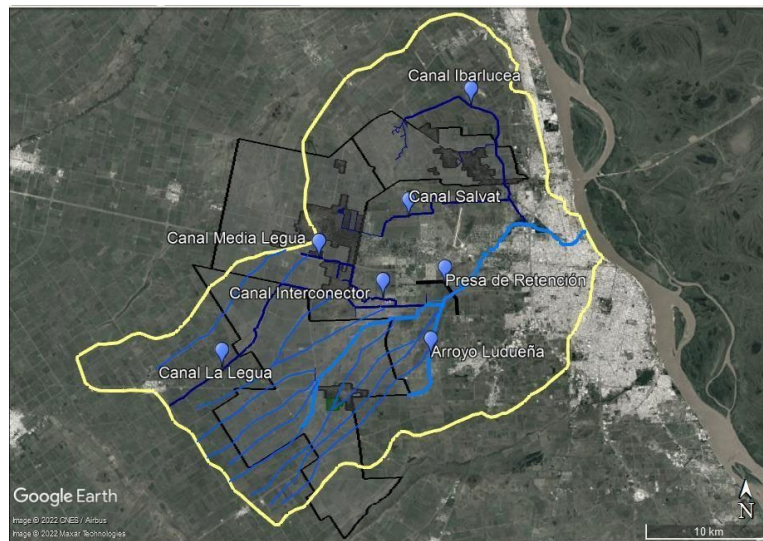 Canal Ibarlucea
Canal Salvat
Canal Media Legua
Canal Interconector
Presa de Retención
Arroyo Ludueña
Canal La Legua
Google Earth
Image © 2022 CNES / Airbus
Image © 2022 Maxar Technologies
N
10 km